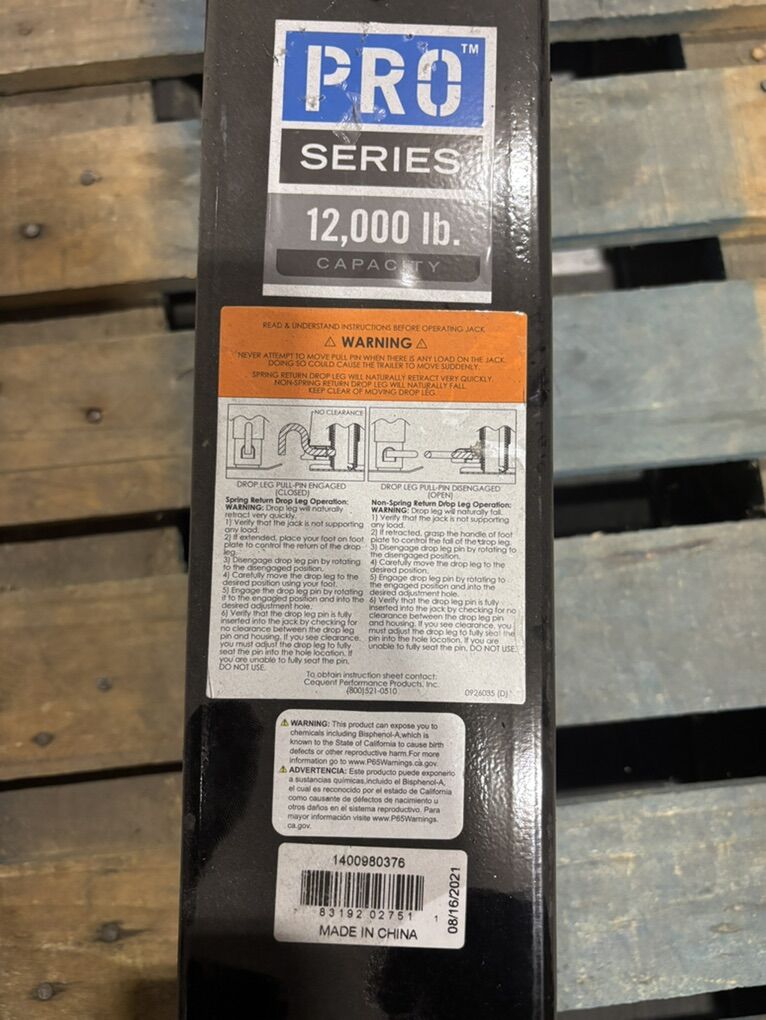 PRO™
SERIES
12,000 lb.
CAPACITY
READ & UNDERSTAND INSTRUCTIONS BEFORE OPERATING JACK
⚠ WARNING ⚠
NEVER ATTEMPT TO MOVE PULL PIN WHEN THERE IS ANY LOAD ON THE JACK.
DOING SO COULD CAUSE THE TRAILER TO MOVE SUDDENLY.
SPRING RETURN DROP LEG WILL NATURALLY RETRACT VERY QUICKLY.
NON-SPRING RETURN DROP LEG WILL NATURALLY FALL.
KEEP CLEAR OF MOVING DROP LEG.
NO CLEARANCE
DROP LEG PULL-PIN ENGAGED
(CLOSED)
Spring Return Drop Leg Operation:
WARNING: Drop leg will naturally
retract very quickly.
1) Verify that the jack is not supporting
any load.
2) If extended, place your foot on foot
plate to control the return of the drop
leg.
3) Disengage drop leg pin by rotating
to the disengaged position.
4) Carefully move the drop leg to the
desired position using your foot.
5) Engage the drop leg pin by rotating
it to the engaged position and into the
desired adjustment hole.
6) Verify that the drop leg pin is fully
inserted into the jack by checking for
no clearance between the drop leg
pin and housing. If you see clearance,
you must adjust the drop leg to fully
seat the pin into the hole location. If
you are unable to fully seat the pin,
DO NOT USE.
DROP LEG PULL-PIN DISENGAGED
(OPEN)
Non-Spring Return Drop Leg Operation:
WARNING: Drop leg will naturally fall.
1) Verify that the jack is not supporting
any load.
2) If retracted, grasp the handle of foot
plate to control the fall of the drop leg.
3) Disengage drop leg pin by rotating to
the disengaged position.
4) Carefully move the drop leg to the
desired position.
5) Engage drop leg pin by rotating to
the engaged position and into the
desired adjustment hole.
6) Verify that the drop leg pin is fully
inserted into the jack by checking for no
clearance between the drop leg pin
and housing. If you see clearance, you
must adjust the drop leg to fully seat the
pin into the hole location. If you are
unable to fully seat the pin, DO NOT USE.
To obtain instruction sheet contact:
Cequent Performance Products, Inc.
(800)521-0510
0926035 (D)
⚠ WARNING: This product can expose you to
chemicals including Bisphenol-A,which is
known to the State of California to cause birth
defects or other reproductive harm.For more
information go to www.P65Warnings.ca.gov.
⚠ ADVERTENCIA: Este producto puede exponerlo
a sustancias químicas,incluido el Bisphenol-A,
el cual es reconocido por el estado de California
como causante de defectos de nacimiento u
otros daños en el sistema reproductivo. Para
mayor información visite www.P65Warnings.
ca.gov.
1400980376
7 83192 02751 1
MADE IN CHINA
08/16/2021